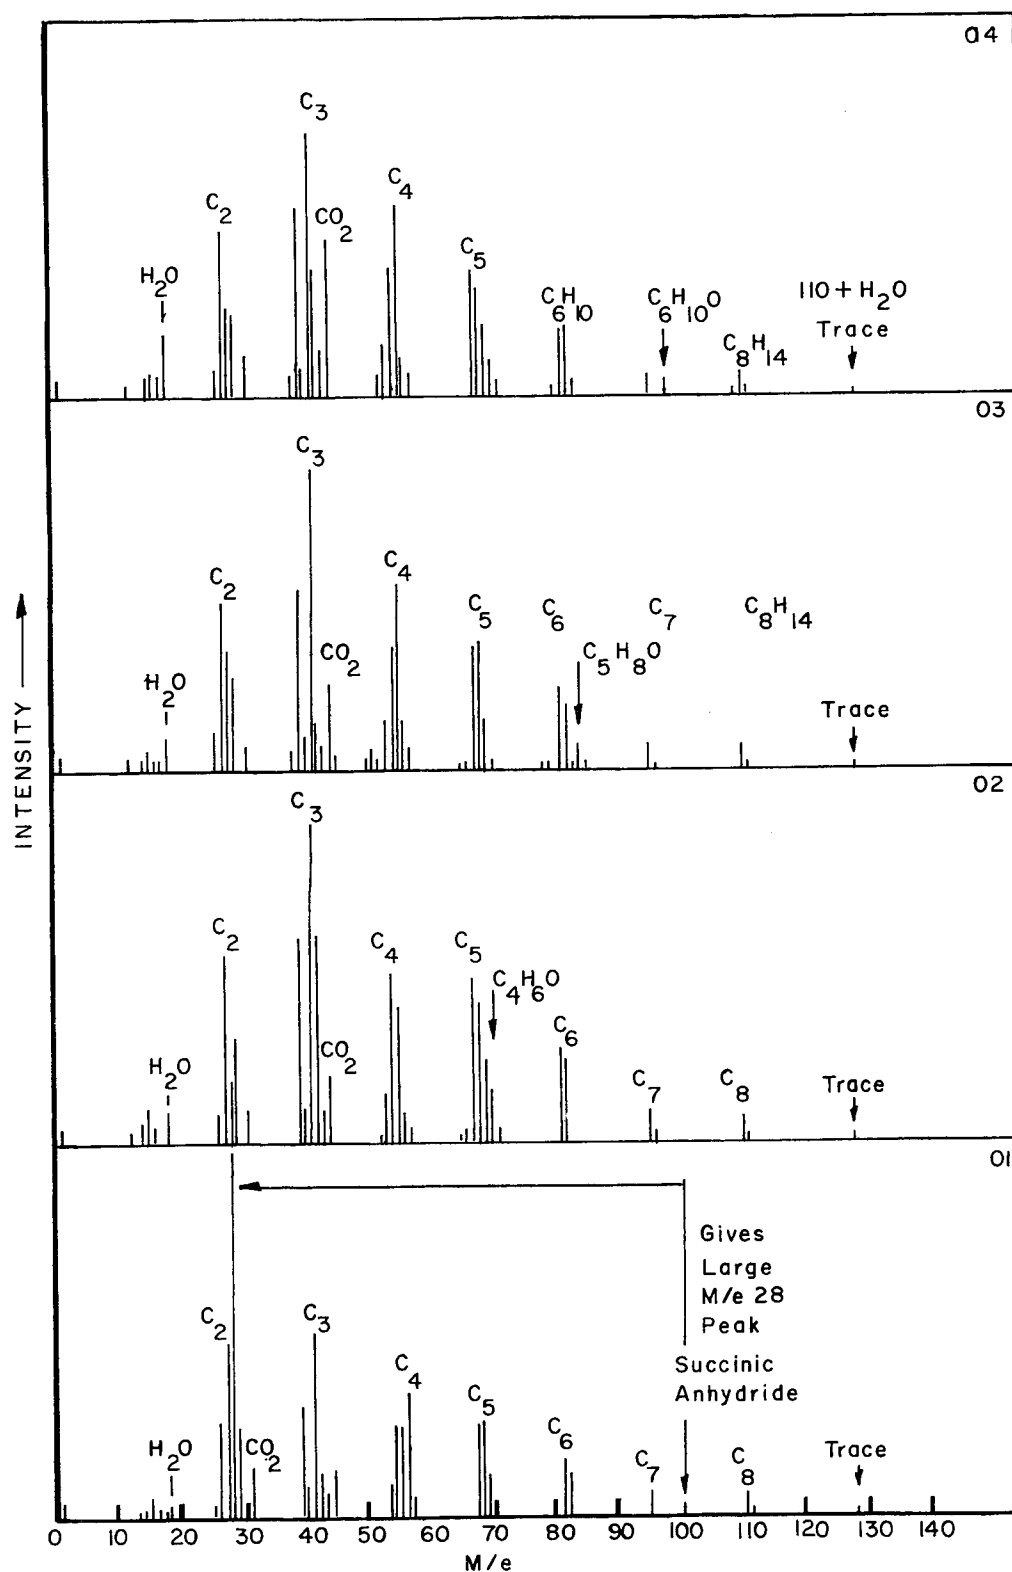 a4
C3
C4
C2
CO2
C5
H2O
C6H10
C6H10O
110 + H2O
Trace
C8H14
03
C3
C4
C2
C5
C6
C7
C8H14
CO2
C5H8O
H2O
Trace
02
C3
C2
C4
C5
C4H6O
C6
CO2
H2O
C7
C8
Trace
01
Gives
Large
M/e 28
Peak
C2
C3
Succinic
Anhydride
C4
C5
C6
H2O
CO2
C7
C8
Trace
0 10 20 30 40 50 60 70 80 90 100 110 120 130 140
M/e
INTENSITY